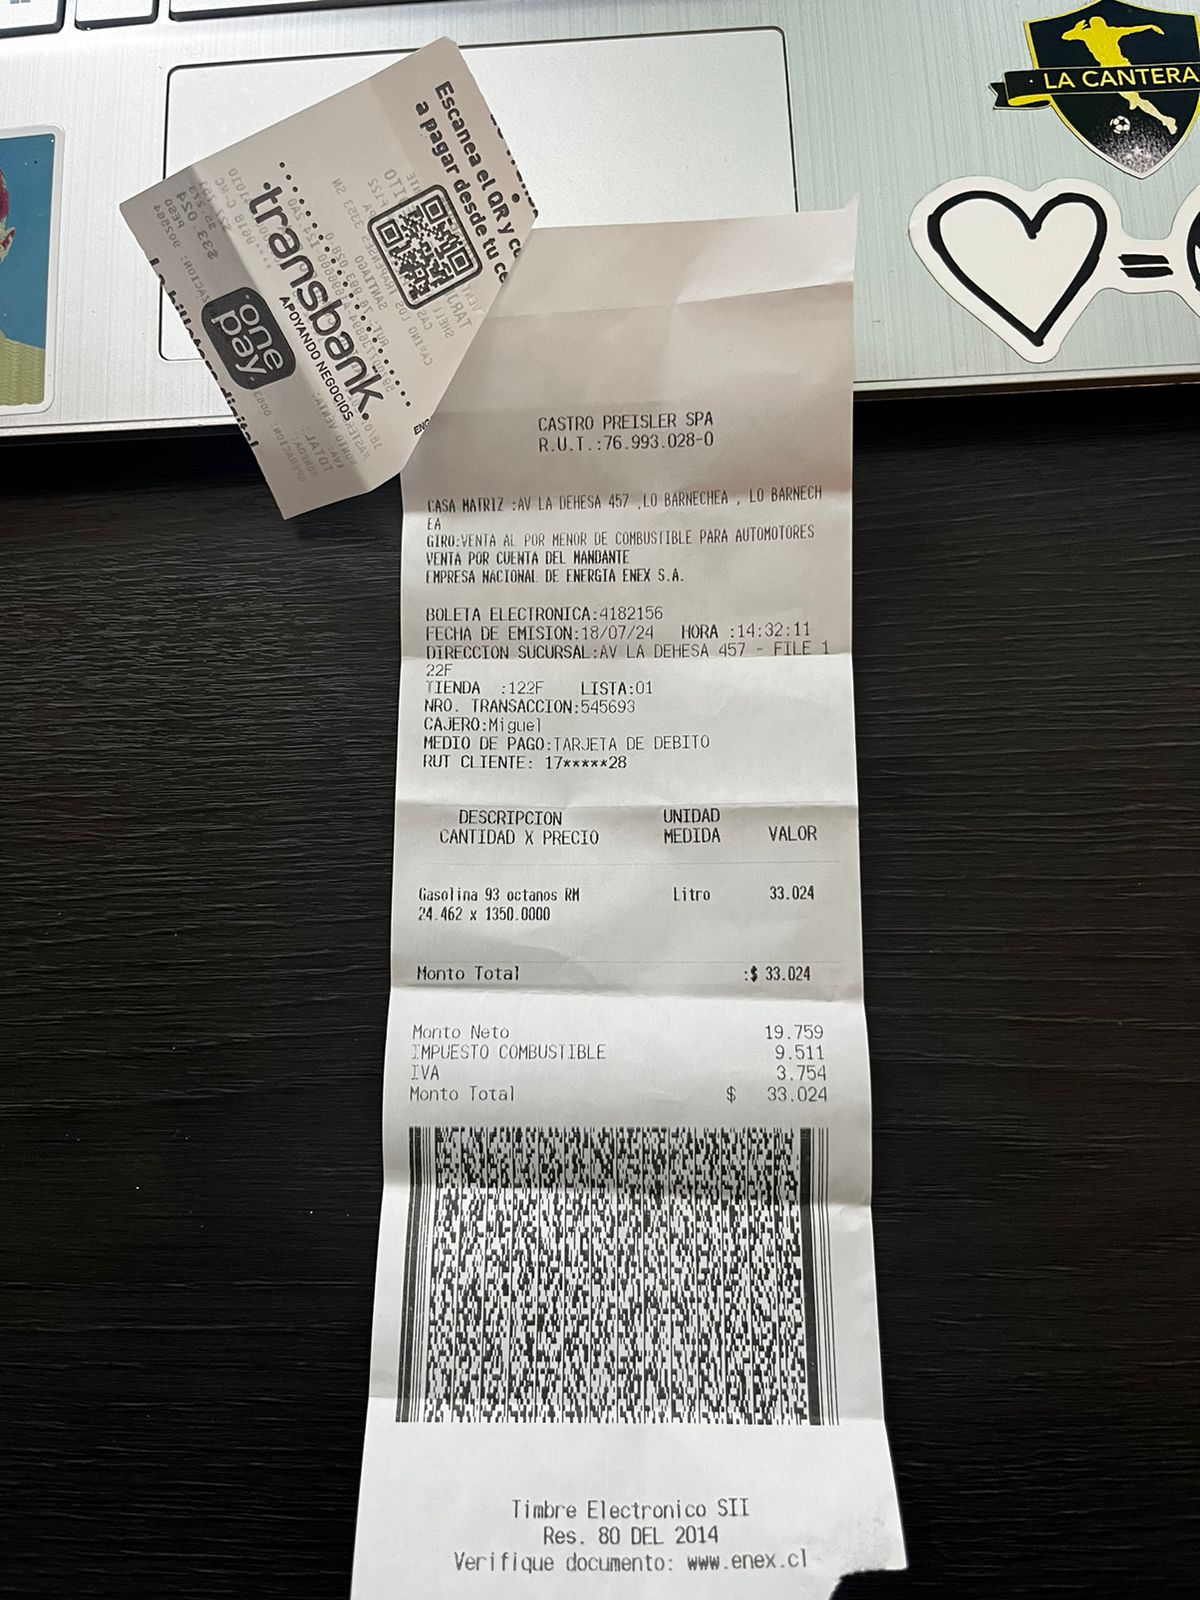 LA CANTERA
=
Escanea el QR y
a pagar desde tu
transbank.
APOYANDO NEGOCIOS
one
pay
CASTRO PREISLER SPA
R.U.T.:76.993.028-0
CASA MATRIZ :AV LA DEHESA 457 ,LO BARNECHEA , LO BARNECH
EA
GIRO:VENTA AL POR MENOR DE COMBUSTIBLE PARA AUTOMOTORES
VENTA POR CUENTA DEL MANDANTE
EMPRESA NACIONAL DE ENERGIA ENEX S.A.
BOLETA ELECTRONICA:4182156
FECHA DE EMISION:18/07/24 HORA :14:32:11
DIRECCION SUCURSAL:AV LA DEHESA 457 - FILE 1
22F
TIENDA :122F LISTA:01
NRO. TRANSACCION:545693
CAJERO:Miguel
MEDIO DE PAGO:TARJETA DE DEBITO
RUT CLIENTE: 17*****28
DESCRIPCION UNIDAD
CANTIDAD X PRECIO MEDIDA VALOR
Gasolina 93 octanos RM Litro 33.024
24.462 x 1350.0000
Monto Total :$ 33.024
Monto Neto 19.759
IMPUESTO COMBUSTIBLE 9.511
IVA 3.754
Monto Total $ 33.024
Timbre Electronico SII
Res. 80 DEL 2014
Verifique documento: www.enex.cl